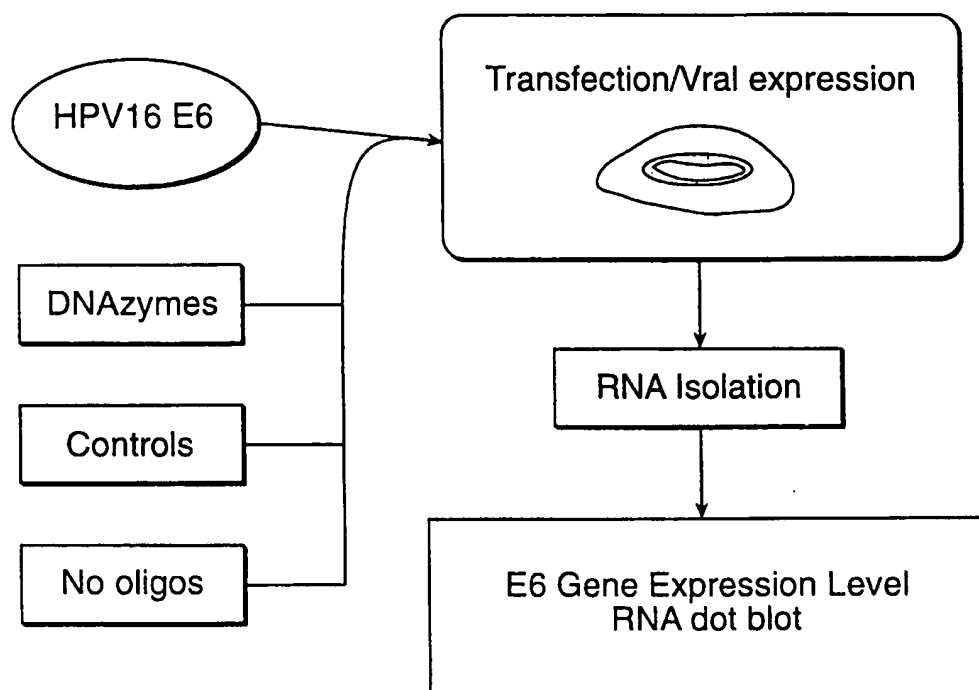 HPV16 E6
Transfection/Vral expression
DNAzymes
Controls
No oligos
RNA Isolation
E6 Gene Expression Level
RNA dot blot